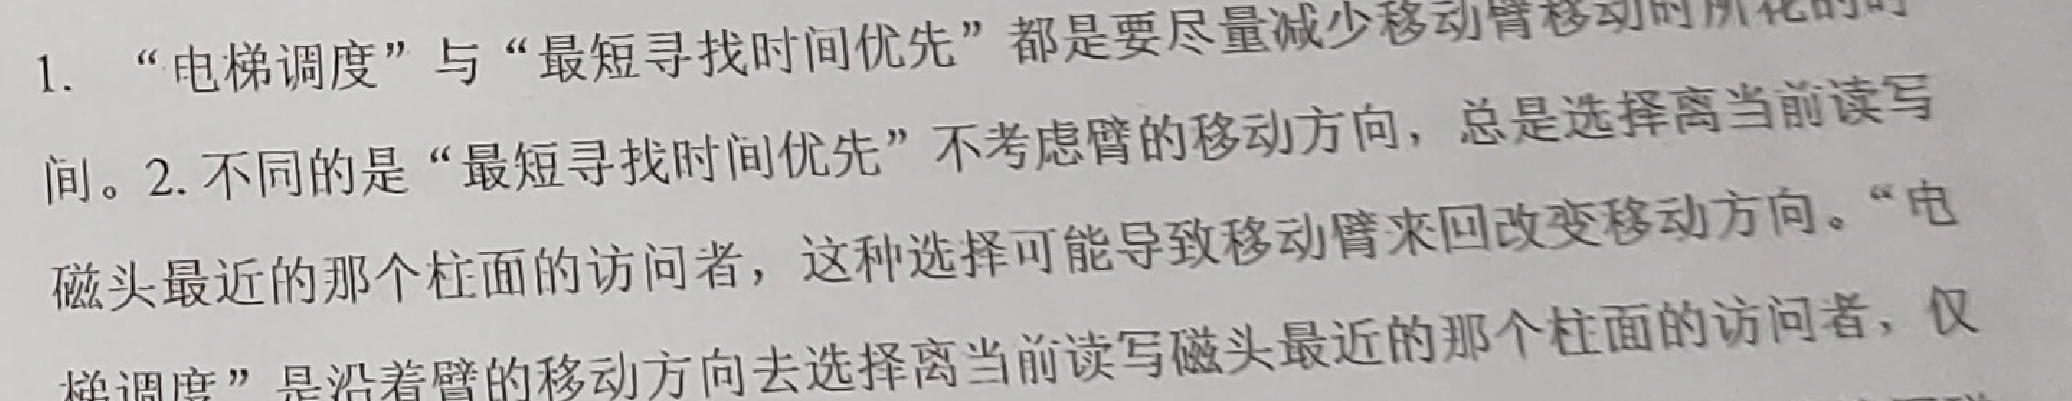 1. “电梯调度”与“最短寻找时间优先”都是要尽量减少移动臂移动时所花的时
间。2. 不同的是“最短寻找时间优先”不考虑臂的移动方向，总是选择离当前读写
磁头最近的那个柱面的访问者，这种选择可能导致移动臂来回改变移动方向。“电
梯调度”是沿着臂的移动方向去选择离当前读写磁头最近的那个柱面的访问者，仅